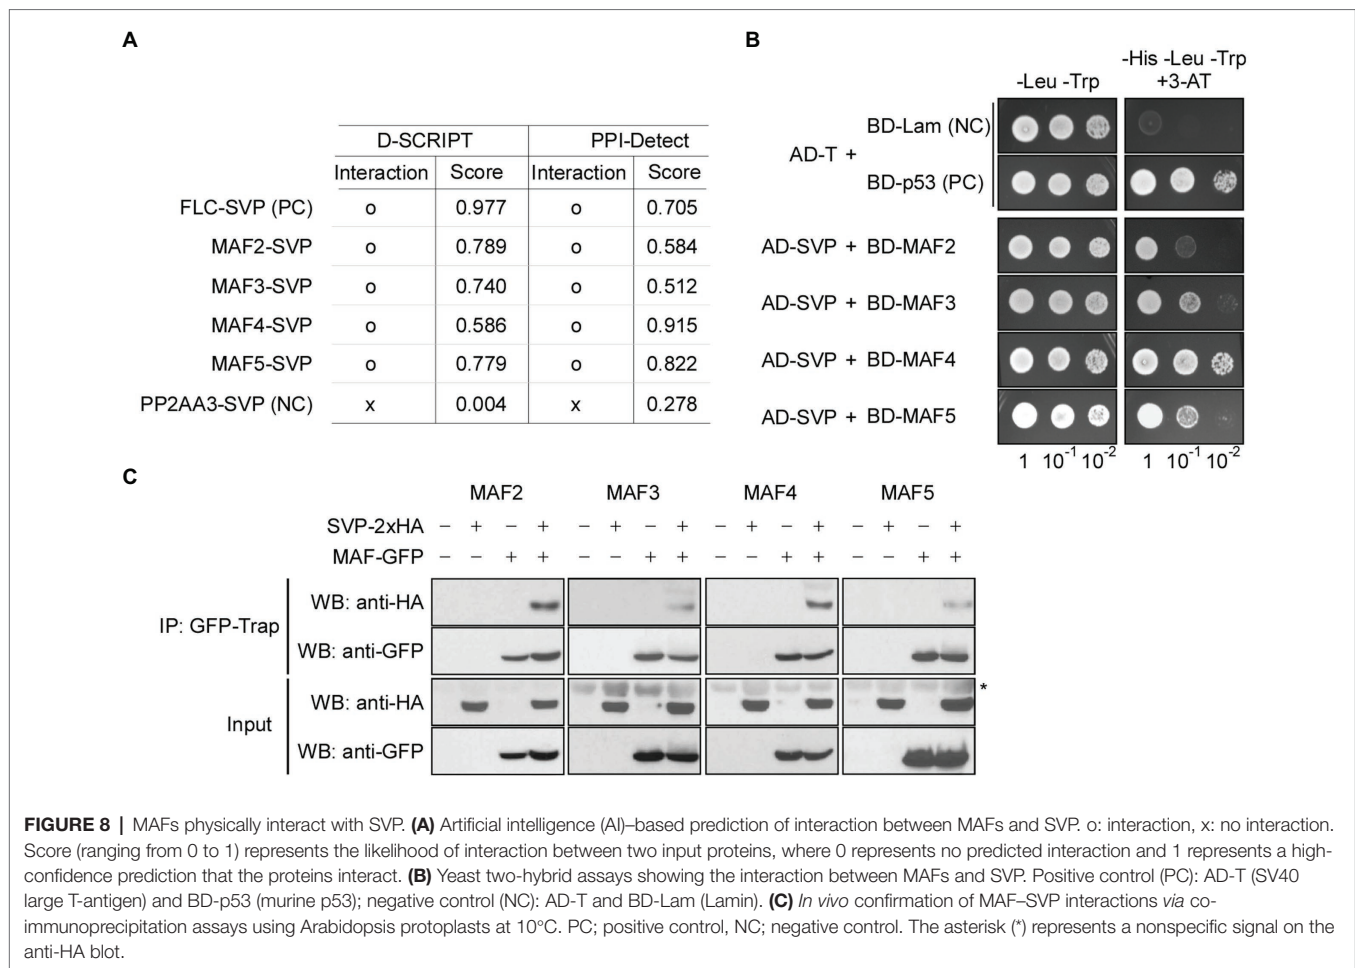 A
D-SCRIPT PPI-Detect
Interaction Score Interaction Score
FLC-SVP (PC) o 0.977 o 0.705
MAF2-SVP o 0.789 o 0.584
MAF3-SVP o 0.740 o 0.512
MAF4-SVP o 0.586 o 0.915
MAF5-SVP o 0.779 o 0.822
PP2AA3-SVP (NC) x 0.004 x 0.278
B
-Leu -Trp
-His -Leu -Trp
+3-AT
AD-T +
BD-Lam (NC)
BD-p53 (PC)
AD-SVP + BD-MAF2
AD-SVP + BD-MAF3
AD-SVP + BD-MAF4
AD-SVP + BD-MAF5
1 10⁻¹ 10⁻² 1 10⁻¹ 10⁻²
C
MAF2 MAF3 MAF4 MAF5
SVP-2xHA – + – + – + – + – + – + – + – +
MAF-GFP – – + + – – + + – – + + – – + +
IP: GFP-Trap
WB: anti-HA
WB: anti-GFP
Input
WB: anti-HA *
WB: anti-GFP
FIGURE 8 | MAFs physically interact with SVP. (A) Artificial intelligence (AI)–based prediction of interaction between MAFs and SVP. o: interaction, x: no interaction.
Score (ranging from 0 to 1) represents the likelihood of interaction between two input proteins, where 0 represents no predicted interaction and 1 represents a high-
confidence prediction that the proteins interact. (B) Yeast two-hybrid assays showing the interaction between MAFs and SVP. Positive control (PC): AD-T (SV40
large T-antigen) and BD-p53 (murine p53); negative control (NC): AD-T and BD-Lam (Lamin). (C) In vivo confirmation of MAF–SVP interactions via co-
immunoprecipitation assays using Arabidopsis protoplasts at 10°C. PC; positive control, NC; negative control. The asterisk (*) represents a nonspecific signal on the
anti-HA blot.